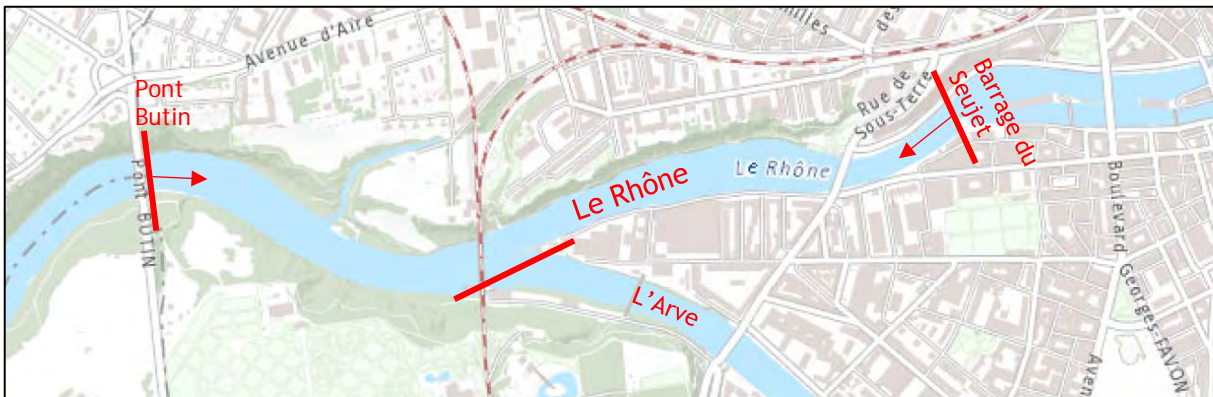 Avenue d'Aire
des
Pont
Butin
Pont BUTIN
Rue de
Sous-Terre
Barrage du
Seujet
Le Rhône
Le Rhône
L'Arve
Boulevard Georges-FAVON